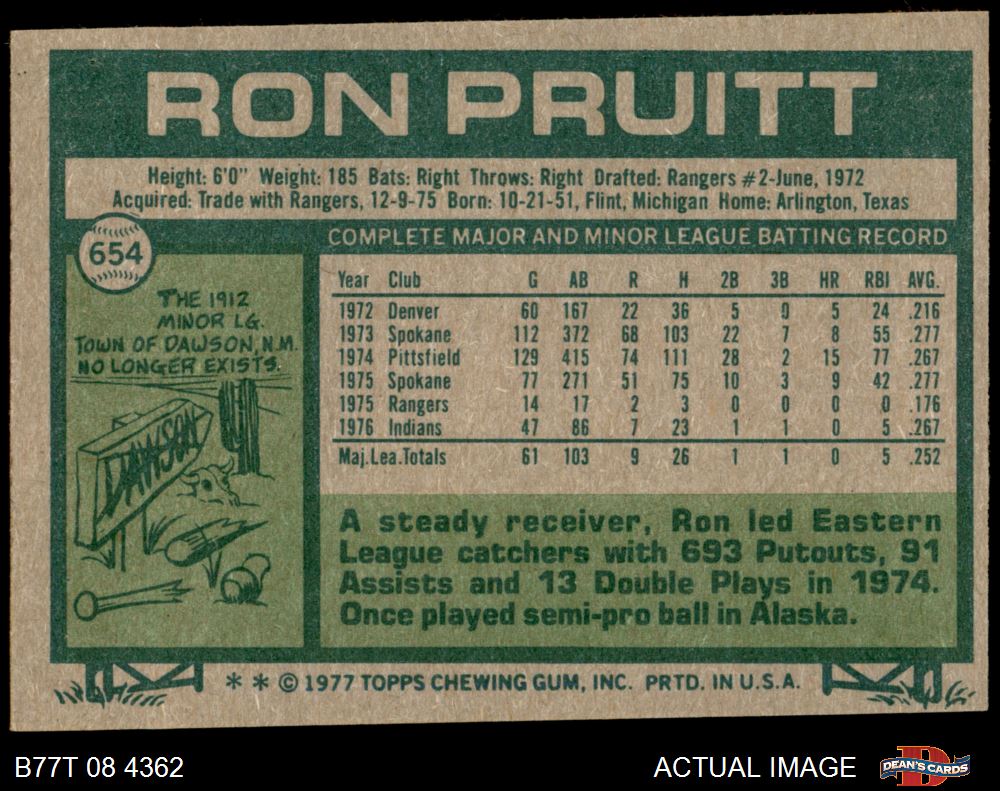 RON PRUITT
Height: 6'0" Weight: 185 Bats: Right Throws: Right Drafted: Rangers #2-June, 1972
Acquired: Trade with Rangers, 12-9-75 Born: 10-21-51, Flint, Michigan Home: Arlington, Texas
654
THE 1912
MINOR LG.
TOWN OF DAWSON, N.M.
NO LONGER EXISTS.
DAWSON
COMPLETE MAJOR AND MINOR LEAGUE BATTING RECORD
Year Club G AB R H 2B 3B HR RBI AVG.
1972 Denver 60 167 22 36 5 0 5 24 .216
1973 Spokane 112 372 68 103 22 7 8 55 .277
1974 Pittsfield 129 415 74 111 28 2 15 77 .267
1975 Spokane 77 271 51 75 10 3 9 42 .277
1975 Rangers 14 17 2 3 0 0 0 0 .176
1976 Indians 47 86 7 23 1 1 0 5 .267
Maj.Lea.Totals 61 103 9 26 1 1 0 5 .252
A steady receiver, Ron led Eastern
League catchers with 693 Putouts, 91
Assists and 13 Double Plays in 1974.
Once played semi-pro ball in Alaska.
* * © 1977 TOPPS CHEWING GUM, INC. PRTD. IN U.S.A.
B77T 08 4362
ACTUAL IMAGE
DEAN'S CARDS